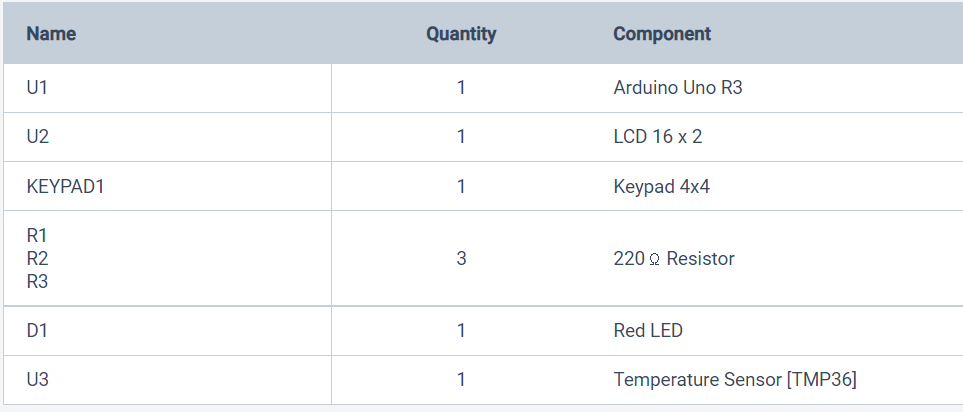 Name Quantity Component
U1 1 Arduino Uno R3
U2 1 LCD 16 x 2
KEYPAD1 1 Keypad 4x4
R1
R2 3 220 Ω Resistor
R3
D1 1 Red LED
U3 1 Temperature Sensor [TMP36]